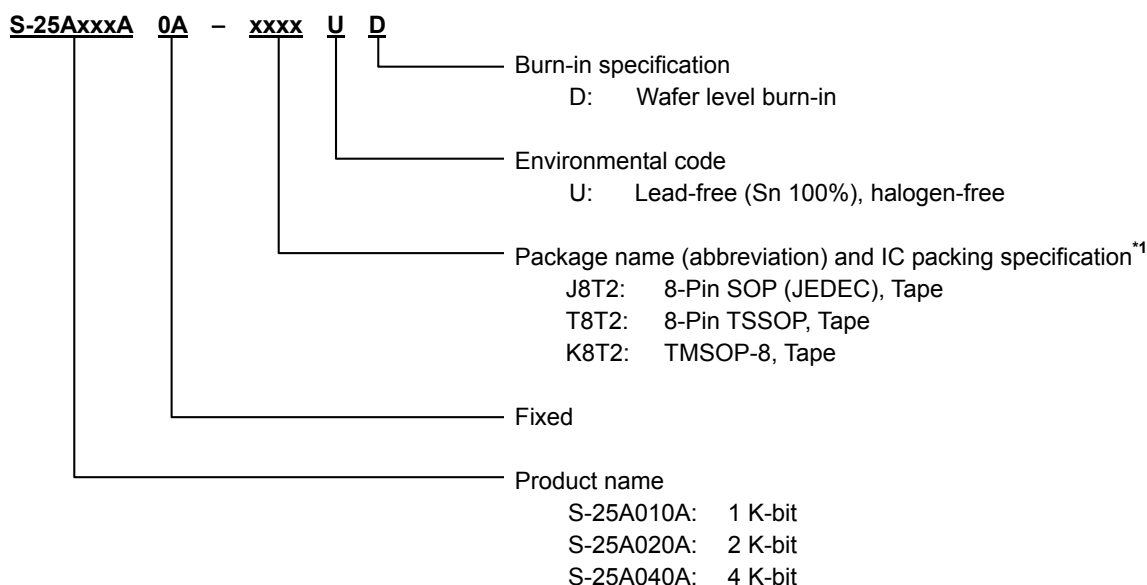 S-25AxxxA 0A – xxxx U D
Burn-in specification
D: Wafer level burn-in
Environmental code
U: Lead-free (Sn 100%), halogen-free
Package name (abbreviation) and IC packing specification*1
J8T2: 8-Pin SOP (JEDEC), Tape
T8T2: 8-Pin TSSOP, Tape
K8T2: TMSOP-8, Tape
Fixed
Product name
S-25A010A: 1 K-bit
S-25A020A: 2 K-bit
S-25A040A: 4 K-bit